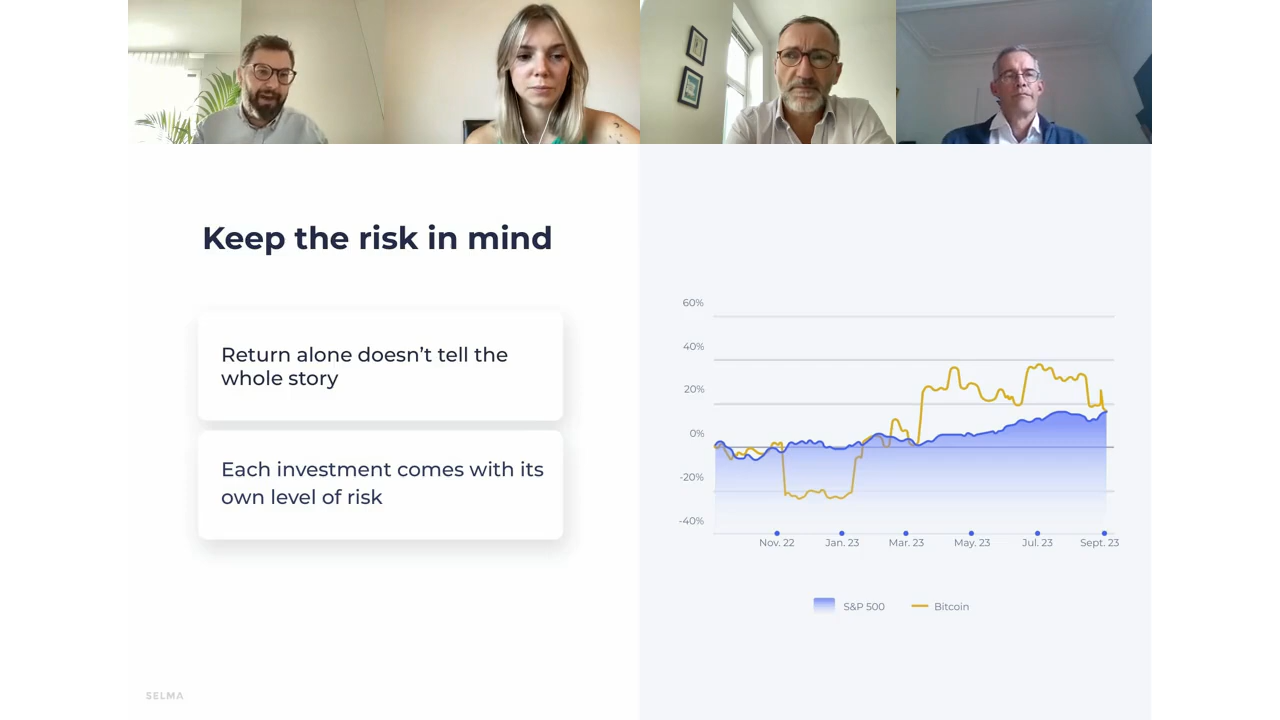 Keep the risk in mind
Return alone doesn’t tell the
whole story
Each investment comes with its
own level of risk
60%
40%
20%
0%
-20%
-40%
Nov. 22 Jan. 23 Mar. 23 May. 23 Jul. 23 Sept. 23
S&P 500 Bitcoin
SELMA